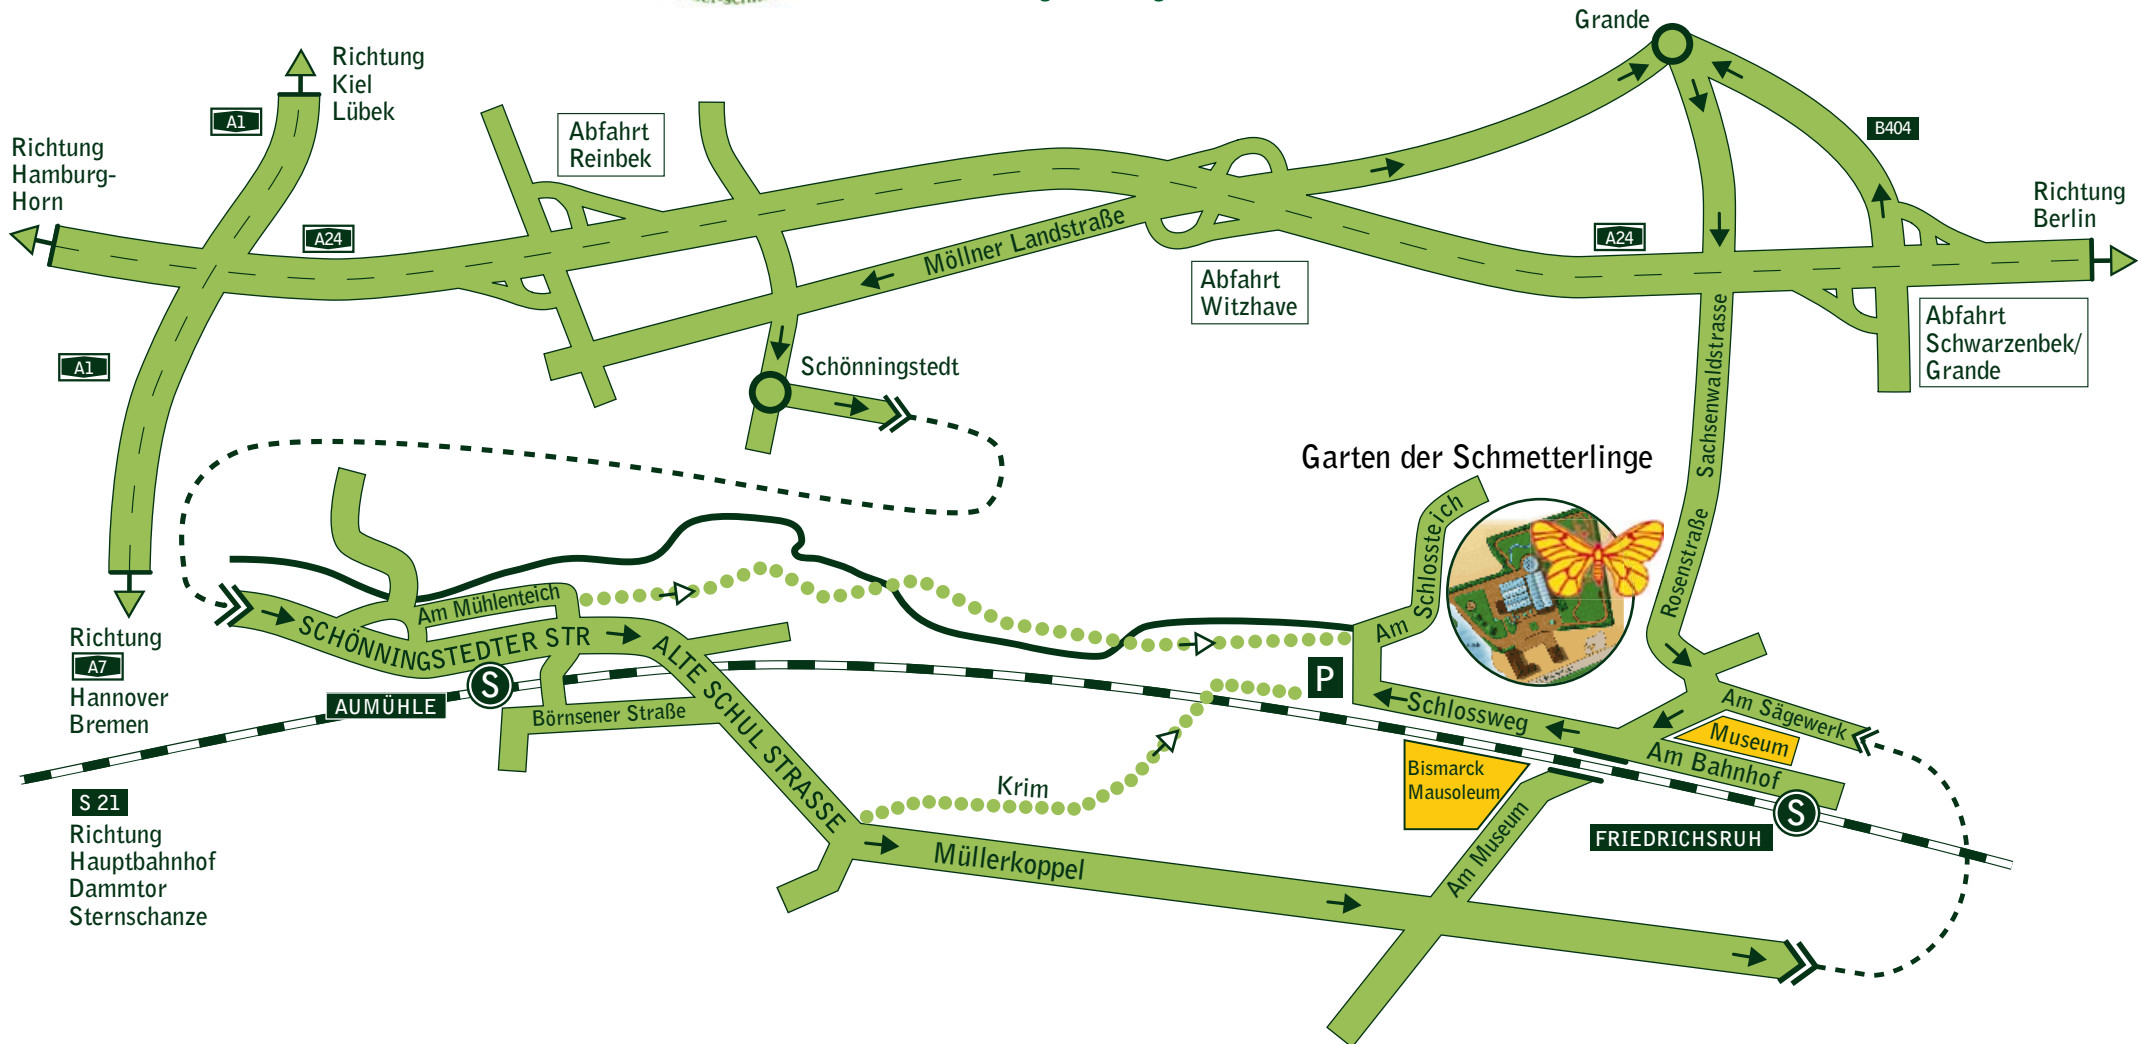 Grande
Richtung
Kiel
Lübek
A1
Abfahrt
Reinbek
B404
Richtung
Hamburg-
Horn
Richtung
Berlin
A24
Möllner Landstraße
A24
Abfahrt
Witzhave
Abfahrt
Schwarzenbek/
Grande
A1
Schönningstedt
Sachsenwaldstrasse
Garten der Schmetterlinge
Am Schlossteich
Rosenstraße
Am Mühlenteich
SCHÖNNINGSTEDTER STR
ALTE SCHUL STRASSE
Richtung
A7
Hannover
Bremen
S
AUMÜHLE
Börnsener Straße
P
Schlossweg
Am Sägewerk
Museum
Am Bahnhof
Bismarck
Mausoleum
Krim
Am Museum
S
FRIEDRICHSRUH
S 21
Richtung
Hauptbahnhof
Dammtor
Sternschanze
Müllerkoppel